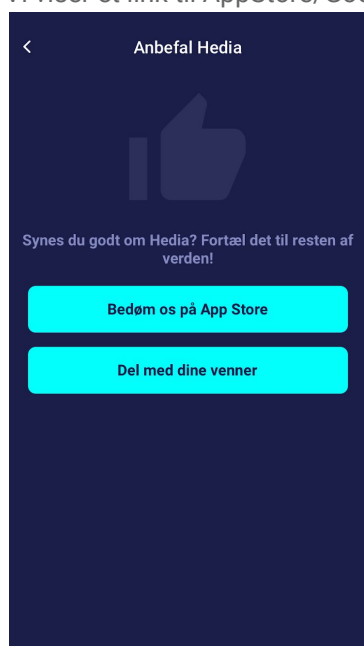 Anbefal Hedia
Synes du godt om Hedia? Fortæl det til resten af
verden!
Bedøm os på App Store
Del med dine venner